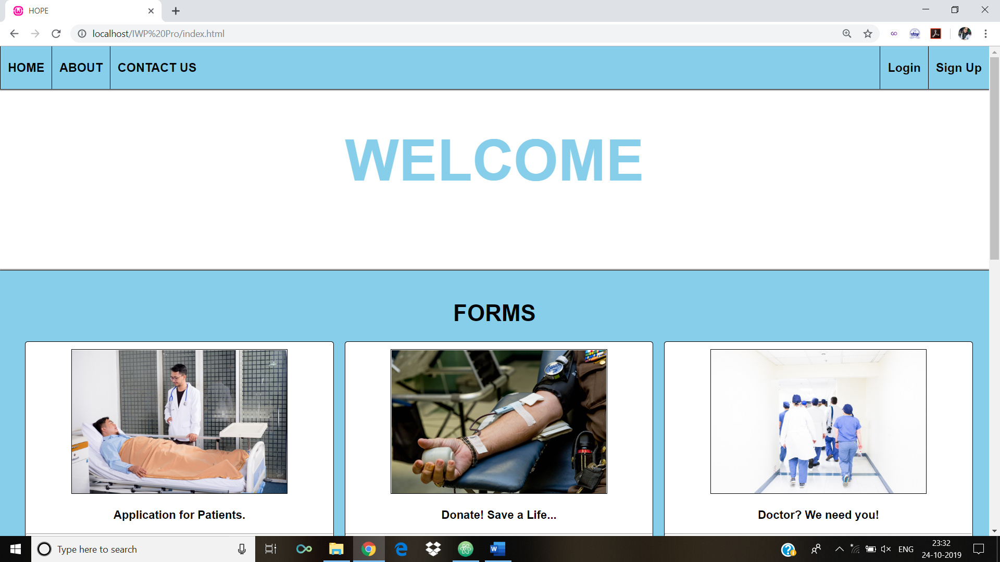 HOPE
localhost/IWP%20Pro/index.html
HOME ABOUT CONTACT US Login Sign Up
WELCOME
FORMS
Application for Patients. Donate! Save a Life... Doctor? We need you!
Type here to search
ENG
23:32
24-10-2019